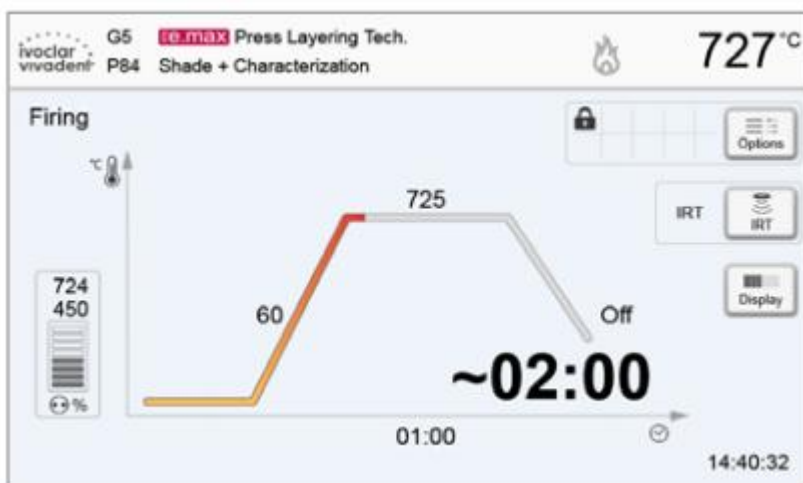 ivoclar vivadent
G5 e.max Press Layering Tech.
P84 Shade + Characterization
727 °C
Firing
Options
°C
725
IRT IRT
724
450
60
Off
Display
~02:00
%
01:00
14:40:32